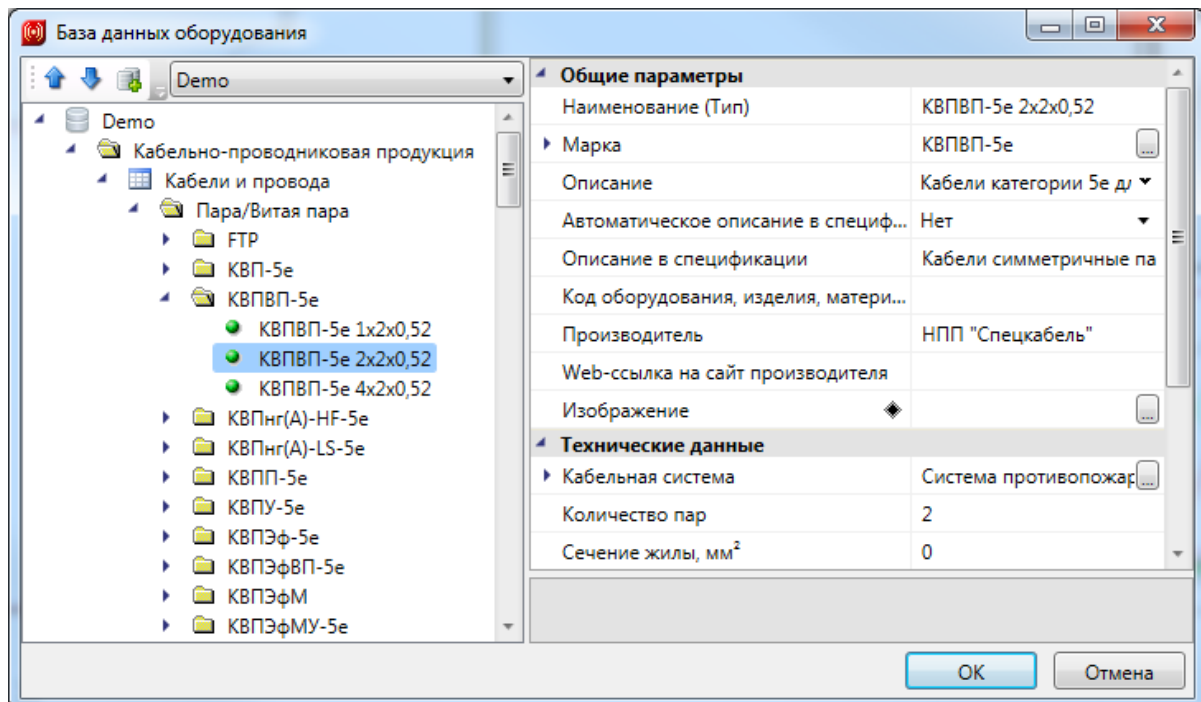 База данных оборудования
Demo
Demo
Кабельно-проводниковая продукция
Кабели и провода
Пара/Витая пара
FTP
КВП-5е
КВПВП-5е
КВПВП-5е 1x2x0,52
КВПВП-5е 2x2x0,52
КВПВП-5е 4x2x0,52
КВПнг(А)-HF-5е
КВПнг(А)-LS-5е
КВПП-5е
КВПУ-5е
КВПЭф-5е
КВПЭфВП-5е
КВПЭфМ
КВПЭфМУ-5е
Общие параметры
Наименование (Тип) КВПВП-5е 2x2x0,52
Марка КВПВП-5е ...
Описание Кабели категории 5е дл
Автоматическое описание в специф... Нет
Описание в спецификации Кабели симметричные па
Код оборудования, изделия, матери...
Производитель НПП "Спецкабель"
Web-ссылка на сайт производителя
Изображение ...
Технические данные
Кабельная система Система противопожар ...
Количество пар 2
Сечение жилы, мм² 0
OK Отмена